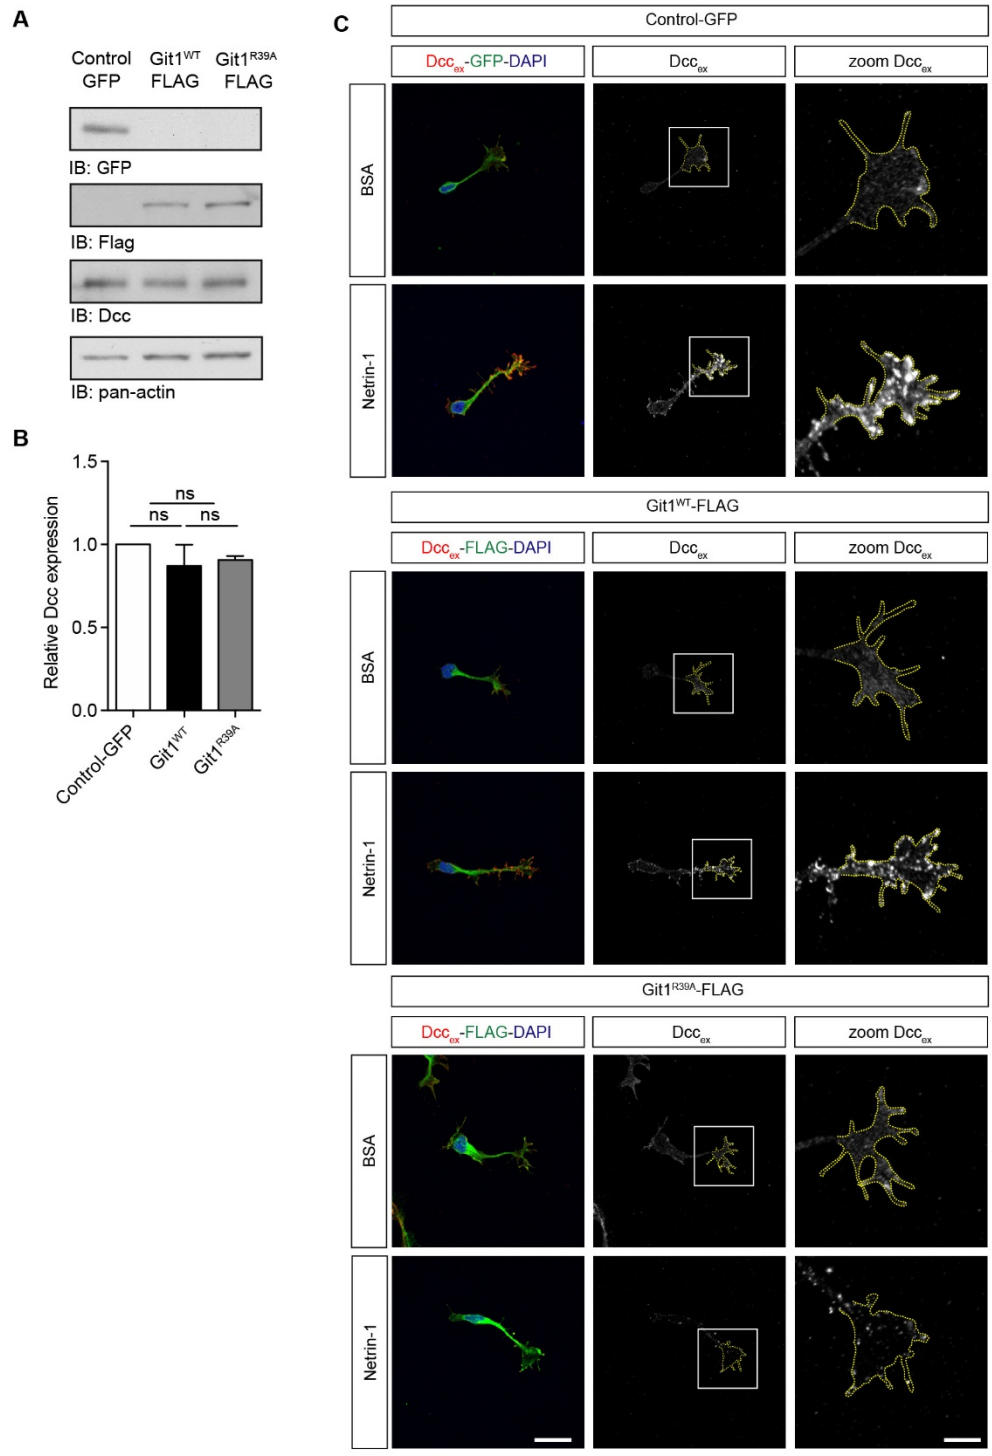 A
Control Git1WT Git1R39A
GFP FLAG FLAG
IB: GFP
IB: Flag
IB: Dcc
IB: pan-actin
B
Relative Dcc expression
1.5
1.0
0.5
0.0
ns
ns ns
Control-GFP
Git1WT
Git1R39A
C
Control-GFP
Dccex-GFP-DAPI Dccex zoom Dccex
BSA
Netrin-1
Git1WT-FLAG
Dccex-FLAG-DAPI Dccex zoom Dccex
BSA
Netrin-1
Git1R39A-FLAG
Dccex-FLAG-DAPI Dccex zoom Dccex
BSA
Netrin-1